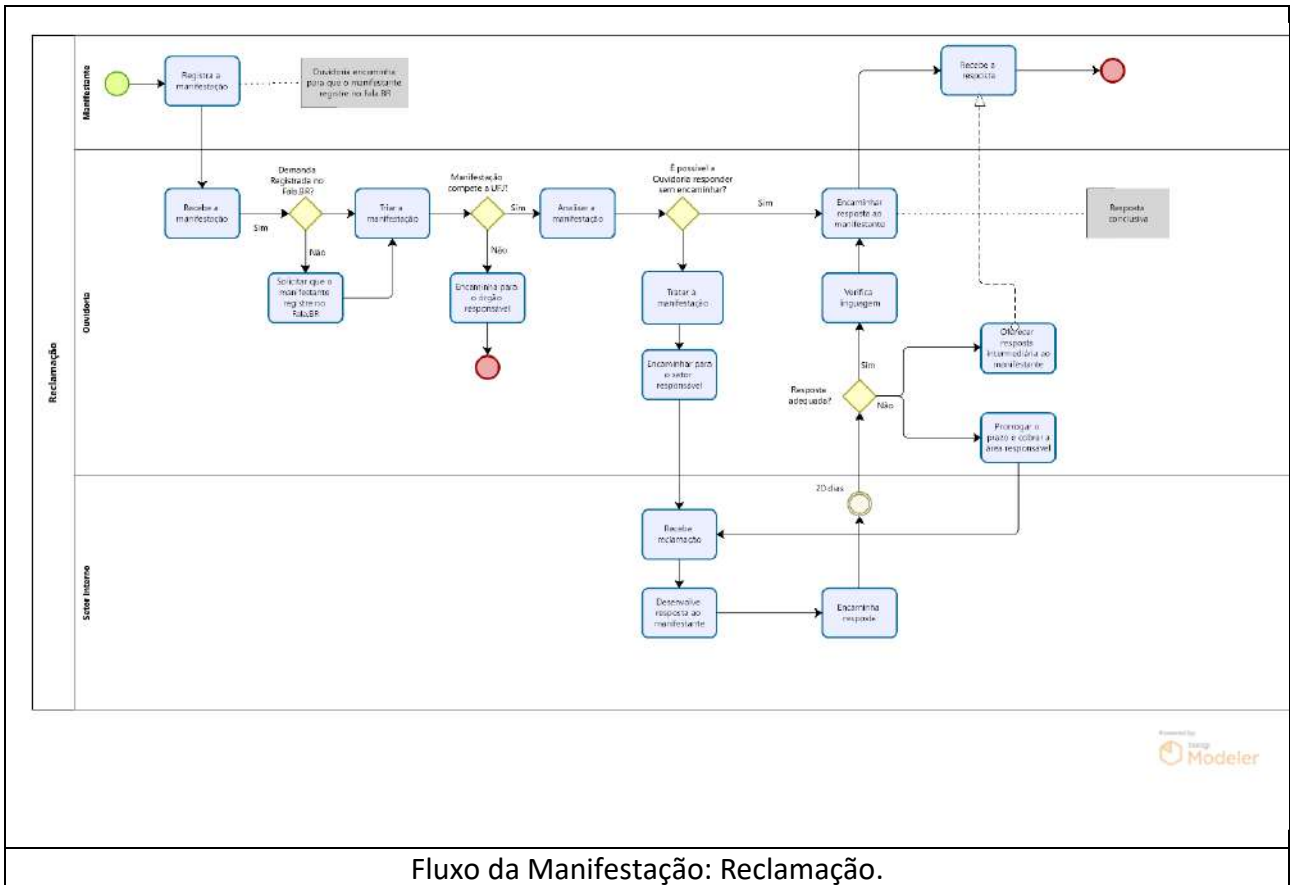 Reclamação
Manifestante
Registra a
manifestação
Ouvidoria encaminha
para que o manifestante
registre no Fala.BR
Recebe a
resposta
Ouvidoria
Recebe a
manifestação
Demanda
Registrada no
Fala.BR?
Sim
Não
Solicitar que o
manifestante
registre no
Fala.BR
Triar a
manifestação
Manifestação
compete a UFJ?
Sim
Não
Encaminha para
o órgão
responsável
Analisar a
manifestação
É possível a
Ouvidoria responder
sem encaminhar?
Sim
Tratar a
manifestação
Encaminhar para
o setor
responsável
Encaminhar
resposta ao
manifestante
Resposta
conclusiva
Verifica
linguagem
Sim
Resposta
adequada?
Não
Oferecer
resposta
intermediária ao
manifestante
Prorrogar o
prazo e cobrar a
área responsável
Setor Interno
20 dias
Recebe
reclamação
Desenvolve
resposta ao
manifestante
Encaminha
resposta
Powered by
bizagi
Modeler
Fluxo da Manifestação: Reclamação.